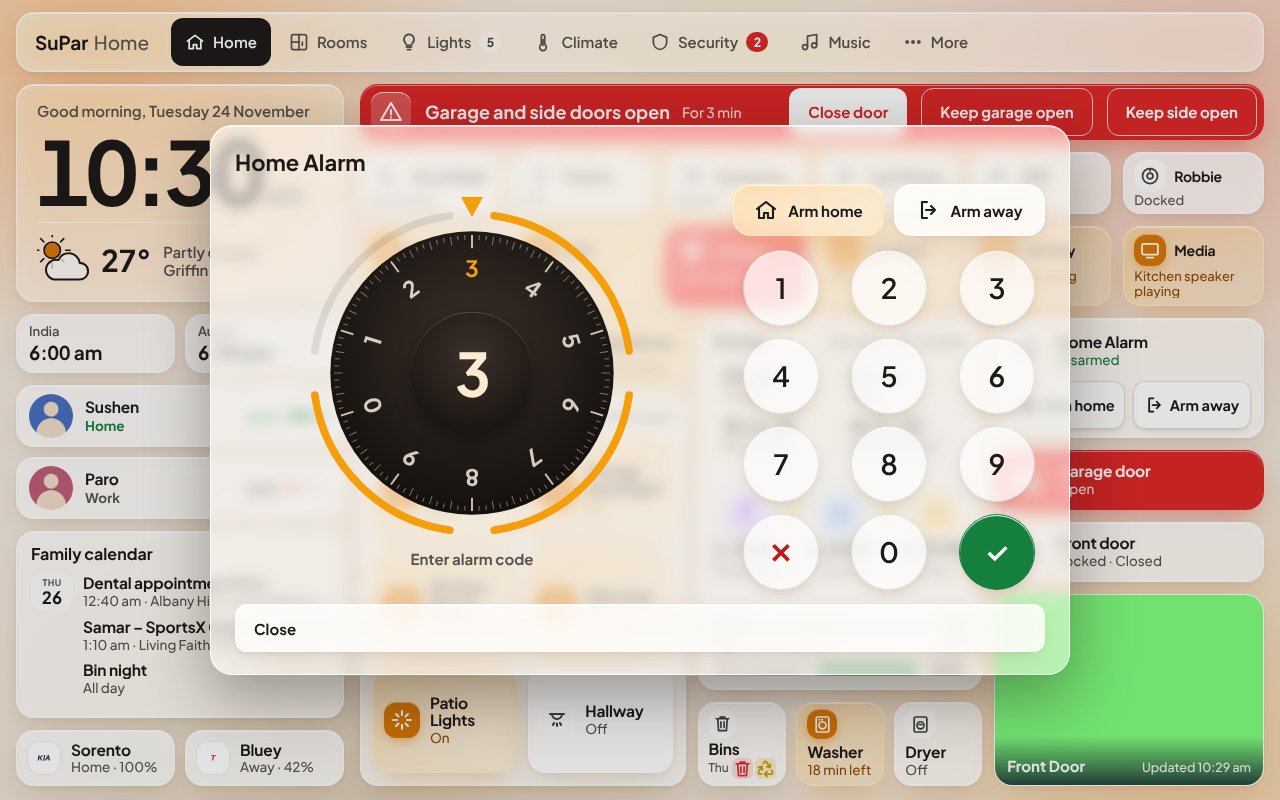 SuPar Home
Home
Rooms
Lights 5
Climate
Security 2
Music
More
Good morning, Tuesday 24 November
10:30
27°
Partly
Griffin
India
6:00 am
Sushen
Home
Paro
Work
Family calendar
THU
26
Dental appointme
12:40 am · Albany Hi
Samar – SportsX
1:10 am · Living Faith
Bin night
All day
Sorento
Home · 100%
KIA
Bluey
Away · 42%
T
Garage and side doors open For 3 min
Close door
Keep garage open
Keep side open
Home Alarm
3
4
5
6
7
8
9
0
1
2
3
Enter alarm code
Arm home
Arm away
1
2
3
4
5
6
7
8
9
0
Close
Robbie
Docked
Media
Kitchen speaker
playing
ome Alarm
sarmed
home
Arm away
arage door
pen
ront door
ocked · Closed
Front Door
Updated 10:29 am
Patio
Lights
On
Hallway
Off
Bins
Thu
Washer
18 min left
Dryer
Off